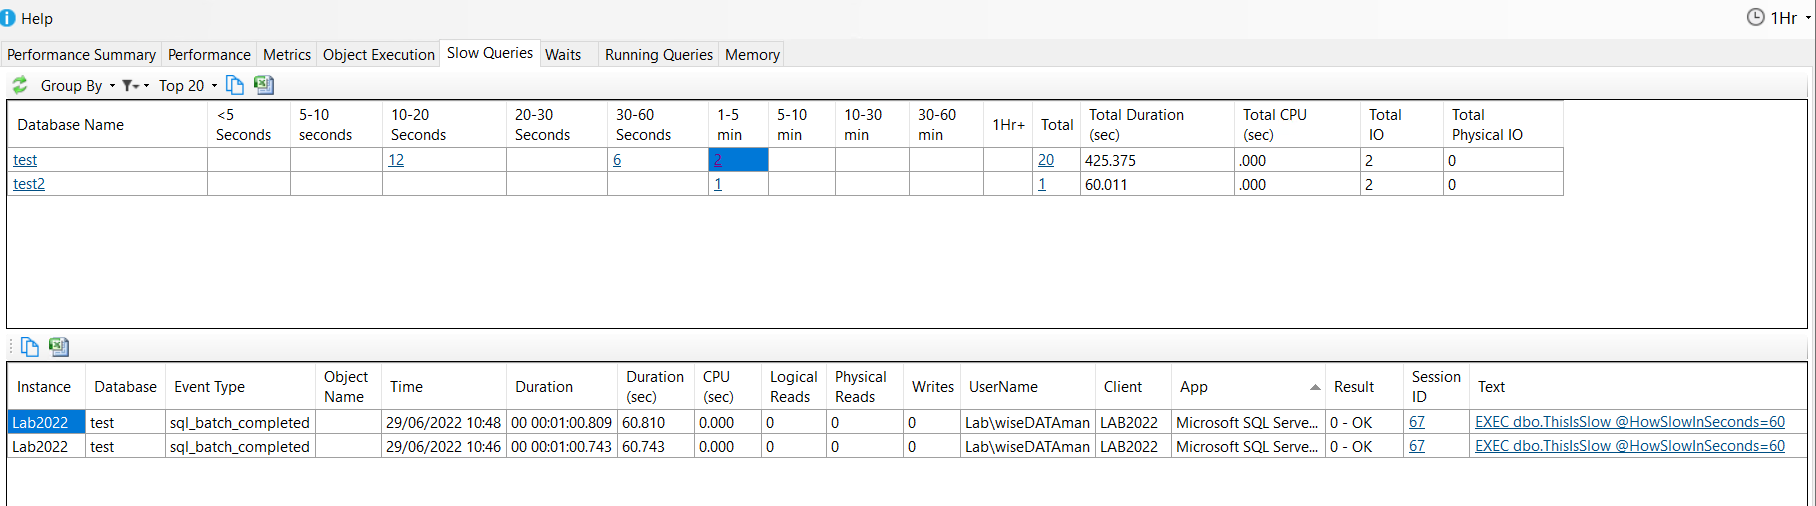 Help 1Hr
Performance Summary Performance Metrics Object Execution Slow Queries Waits Running Queries Memory
Group By Top 20
Database Name <5 Seconds 5-10 seconds 10-20 Seconds 20-30 Seconds 30-60 Seconds 1-5 min 5-10 min 10-30 min 30-60 min 1Hr+ Total Total Duration (sec) Total CPU (sec) Total IO Total Physical IO
test 12 6 2 20 425.375 .000 2 0
test2 1 1 60.011 .000 2 0
Instance Database Event Type Object Name Time Duration Duration (sec) CPU (sec) Logical Reads Physical Reads Writes UserName Client App Result Session ID Text
Lab2022 test sql_batch_completed 29/06/2022 10:48 00 00:01:00.809 60.810 0.000 0 0 0 Lab\wiseDATAman LAB2022 Microsoft SQL Serve... 0 - OK 67 EXEC dbo.ThisIsSlow @HowSlowInSeconds=60
Lab2022 test sql_batch_completed 29/06/2022 10:46 00 00:01:00.743 60.743 0.000 0 0 0 Lab\wiseDATAman LAB2022 Microsoft SQL Serve... 0 - OK 67 EXEC dbo.ThisIsSlow @HowSlowInSeconds=60